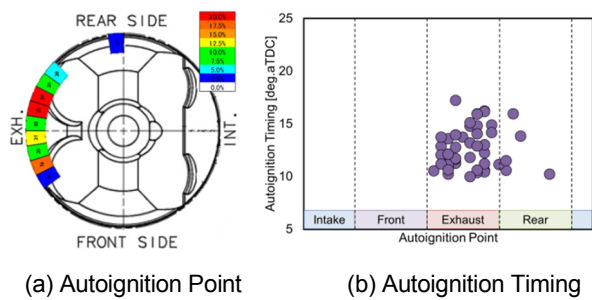 (a)
REAR SIDE
20.0%
17.5%
15.0%
12.5%
10.0%
7.5%
5.0%
0.0%
EXH.
INT.
FRONT SIDE
(a) Autoignition Point
(b)
Autoignition Timing [deg.aTDC]
25
20
15
10
5
Intake
Front
Exhaust
Rear
Autoignition Point
(b) Autoignition Timing